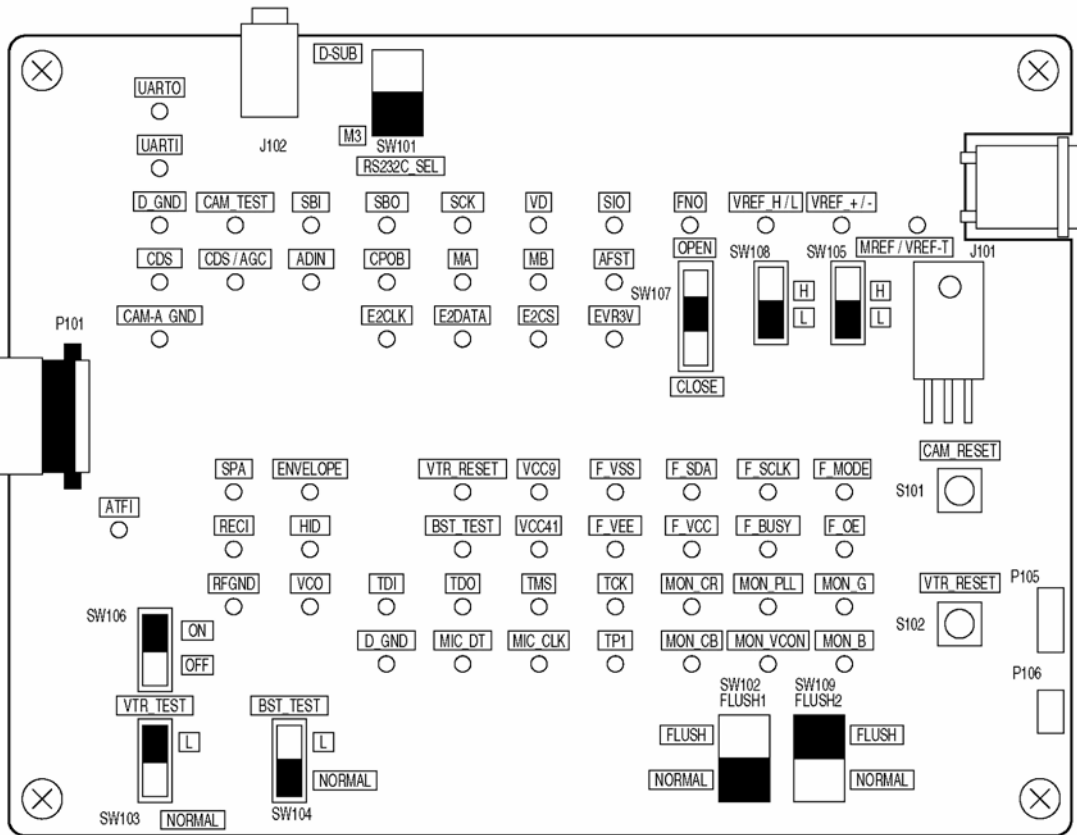 D-SUB
UARTO
M3
UARTI
J102
SW101
RS232C_SEL
D_GND CAM_TEST SBI SBO SCK VD SIO FNO VREF_H / L VREF_+ / -
OPEN SW108 SW105 MREF / VREF-T
J101
CDS CDS / AGC ADIN CPOB MA MB AFST
SW107
H H
L L
CAM-A GND E2CLK E2DATA E2CS EVR3V
P101
CLOSE
CAM_RESET
SPA ENVELOPE VTR_RESET VCC9 F_VSS F_SDA F_SCLK F_MODE
S101
ATFI
RECI HID BST_TEST VCC41 F_VEE F_VCC F_BUSY F_OE
RFGND VCO TDI TDO TMS TCK MON_CR MON_PLL MON_G VTR_RESET P105
SW106
ON
S102
D_GND MIC_DT MIC_CLK TP1 MON_CB MON_VCON MON_B
OFF
P106
SW102 SW109
FLUSH1 FLUSH2
VTR_TEST BST_TEST
FLUSH FLUSH
L L
NORMAL NORMAL NORMAL
SW103 NORMAL SW104